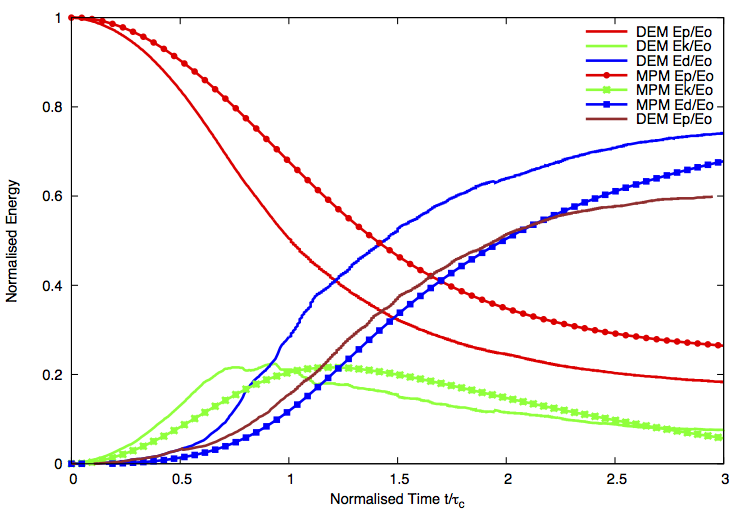 1
0.8
0.6
0.4
0.2
0
0 0.5 1 1.5 2 2.5 3
Normalised Energy
Normalised Time t/τc
DEM Ep/Eo
DEM Ek/Eo
DEM Ed/Eo
MPM Ep/Eo
MPM Ek/Eo
MPM Ed/Eo
DEM Ep/Eo